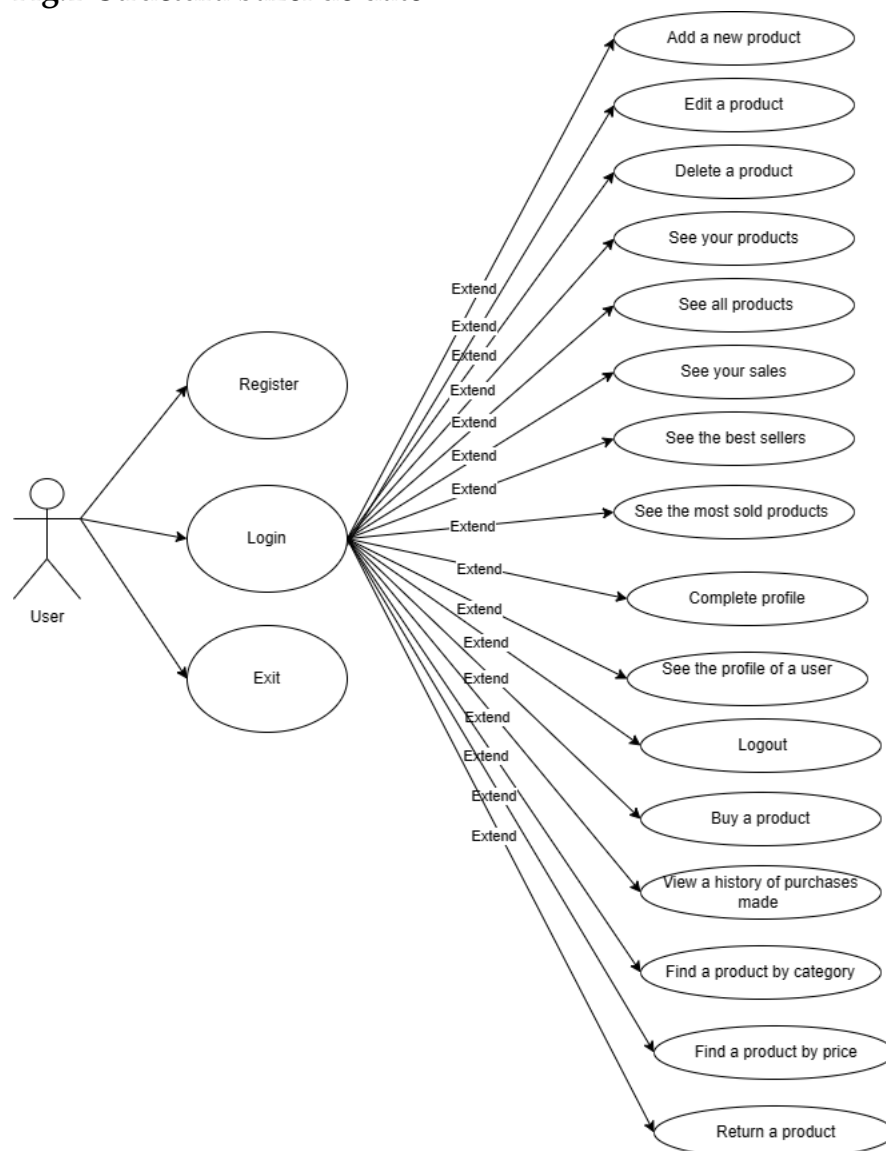 Add a new product
Edit a product
Delete a product
See your products
Extend
See all products
Extend
Extend
See your sales
Register
Extend
Extend
See the best sellers
Extend
Extend
See the most sold products
Extend
Login
Extend
Complete profile
User
Extend
Extend
See the profile of a user
Exit
Extend
Extend
Logout
Extend
Extend
Buy a product
Extend
View a history of purchases
made
Find a product by category
Find a product by price
Return a product